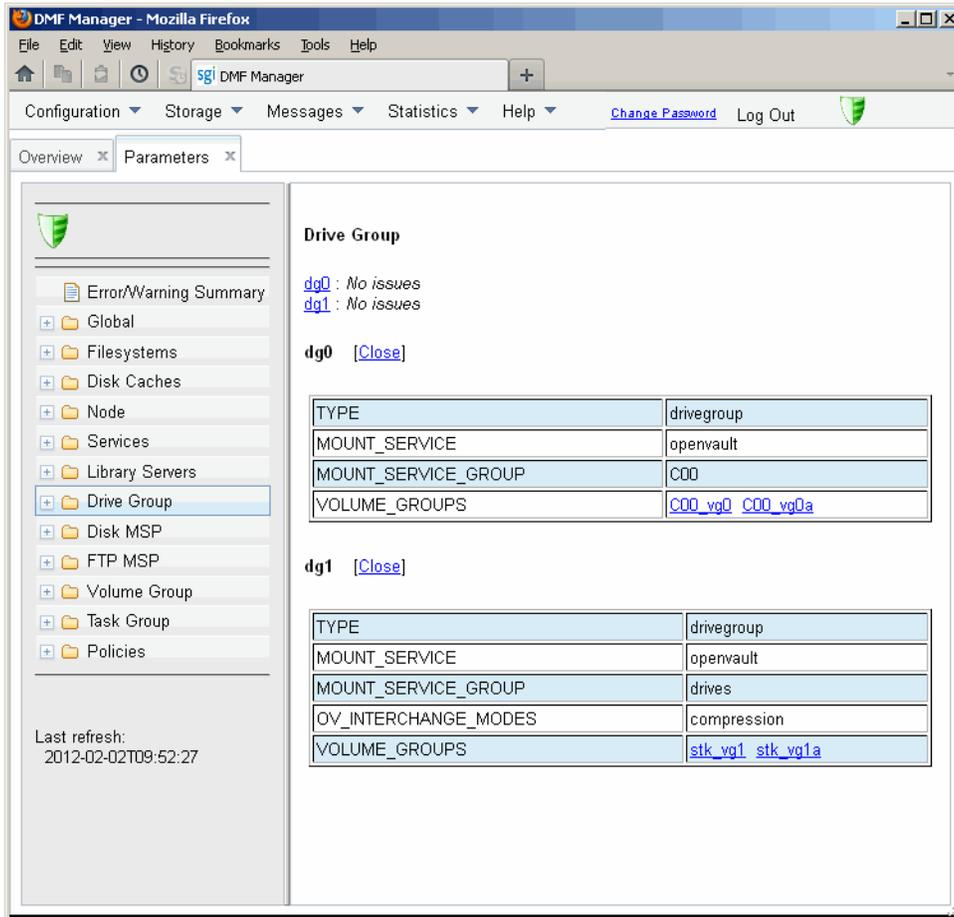 DMF Manager - Mozilla Firefox
File Edit View History Bookmarks Tools Help
sgi DMF Manager
Configuration Storage Messages Statistics Help Change Password Log Out
Overview x Parameters x
Error/Warning Summary
Global
Filesystems
Disk Caches
Node
Services
Library Servers
Drive Group
Disk MSP
FTP MSP
Volume Group
Task Group
Policies
Last refresh:
2012-02-02T09:52:27
Drive Group
dg0 : No issues
dg1 : No issues
dg0 [Close]
TYPE drivegroup
MOUNT_SERVICE openvault
MOUNT_SERVICE_GROUP C00
VOLUME_GROUPS C00_vg0 C00_vg0a
dg1 [Close]
TYPE drivegroup
MOUNT_SERVICE openvault
MOUNT_SERVICE_GROUP drives
OV_INTERCHANGE_MODES compression
VOLUME_GROUPS stk_vg1 stk_vg1a